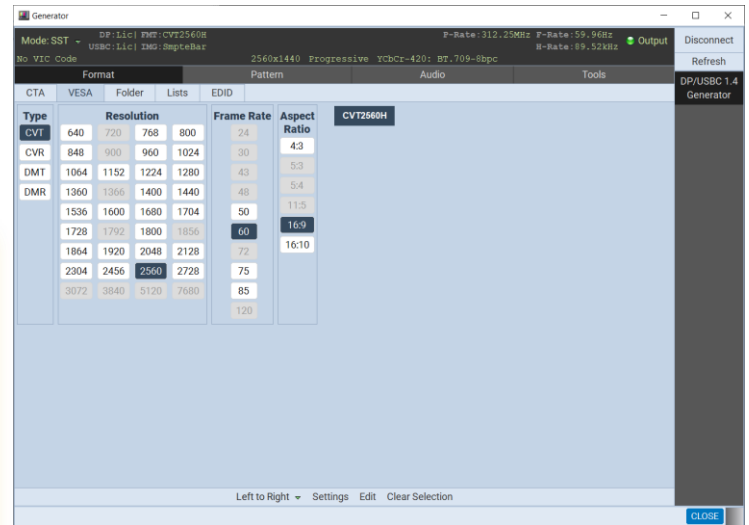 Generator
Mode: SST DP:Lic| FMT:CVT2560H P-Rate:312.25MHz F-Rate:59.96Hz Output Disconnect
USBC:Lic| IMG:SmpteBar H-Rate:89.52kHz
No VIC Code 2560x1440 Progressive YCbCr-420: BT.709-8bpc Refresh
Format Pattern Audio Tools DP/USBC 1.4
Generator
CTA VESA Folder Lists EDID
Type Resolution Frame Rate Aspect Ratio CVT2560H
CVT 640 720 768 800 24 4:3
CVR 848 900 960 1024 30 5:3
DMT 1064 1152 1224 1280 43 5:4
DMR 1360 1366 1400 1440 48 11:5
1536 1600 1680 1704 50 16:9
1728 1792 1800 1856 60 16:10
1864 1920 2048 2128 72
2304 2456 2560 2728 75
3072 3840 5120 7680 85
120
Left to Right Settings Edit Clear Selection
CLOSE